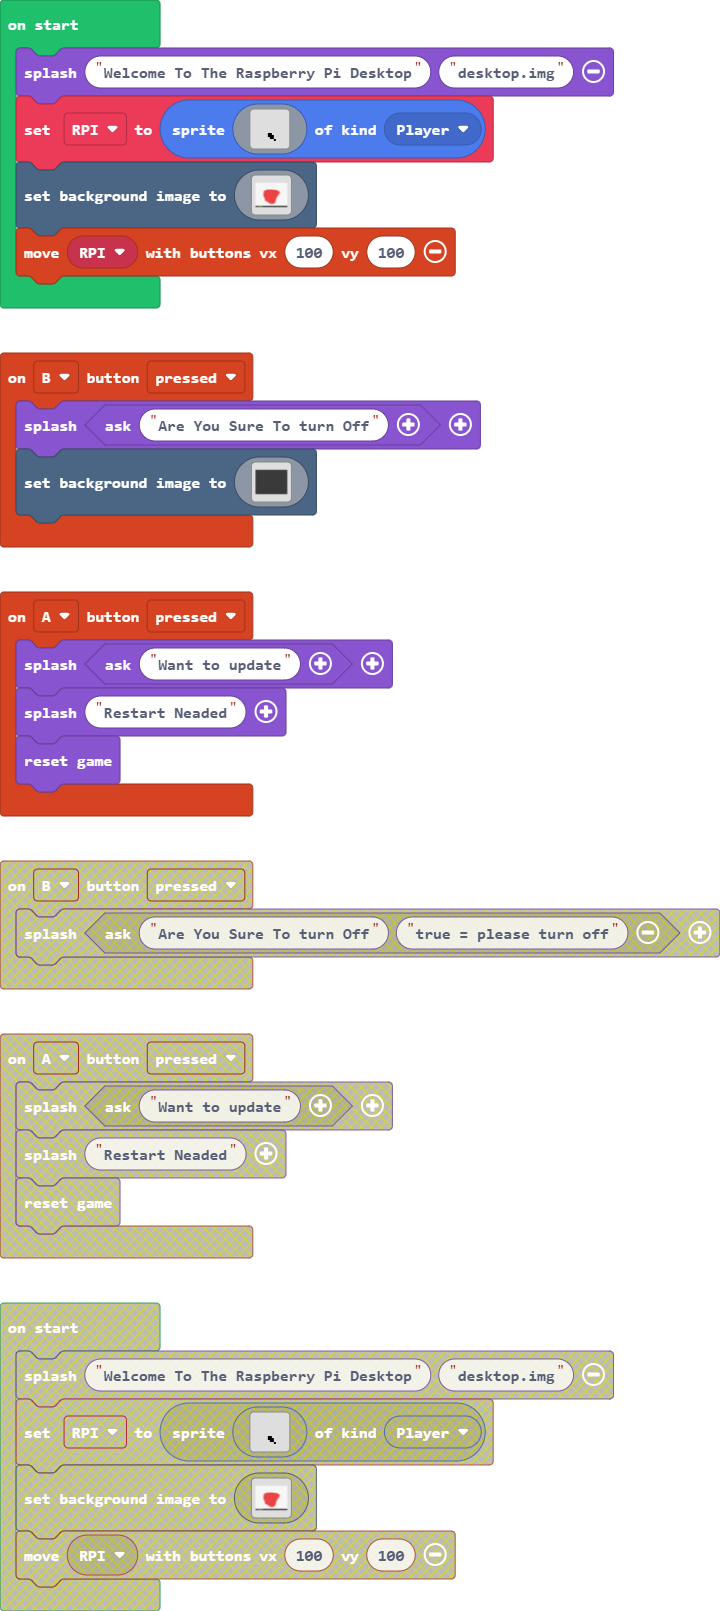 on start
splash "Welcome To The Raspberry Pi Desktop" "desktop.img"
set RPI to sprite of kind Player
set background image to
move RPI with buttons vx 100 vy 100
on B button pressed
splash ask "Are You Sure To turn Off"
set background image to
on A button pressed
splash ask "Want to update"
splash "Restart Neaded"
reset game
on B button pressed
splash ask "Are You Sure To turn Off" "true = please turn off"
on A button pressed
splash ask "Want to update"
splash "Restart Neaded"
reset game
on start
splash "Welcome To The Raspberry Pi Desktop" "desktop.img"
set RPI to sprite of kind Player
set background image to
move RPI with buttons vx 100 vy 100